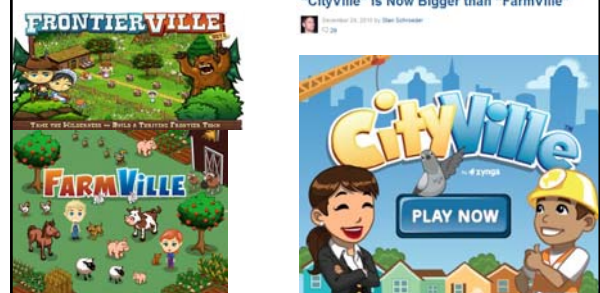 FRONTIERVILLE
TAME THE WILDERNESS — BUILD A THRIVING FRONTIER TOWN
FARMVILLE
"CityVille" is Now Bigger than "FarmVille"
December 24, 2010 by Stan Schroeder
CityVille™
by zynga
PLAY NOW